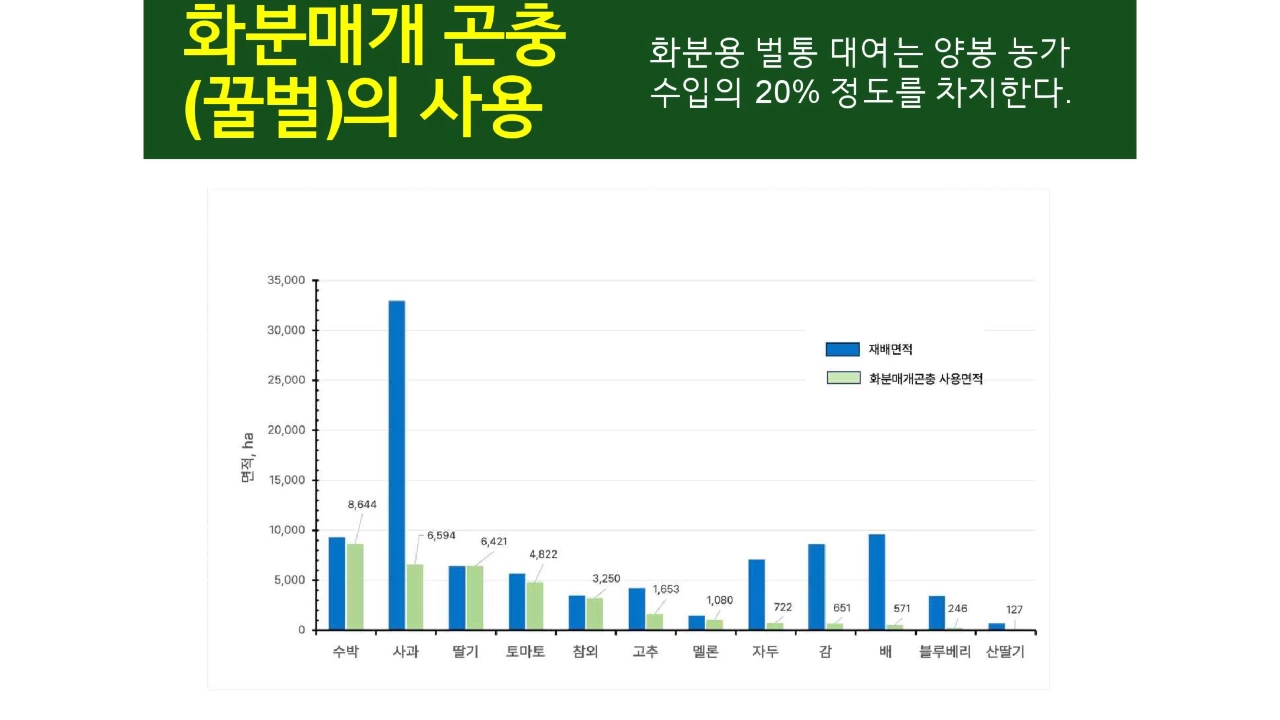 화분매개 곤충
(꿀벌)의 사용
화분용 벌통 대여는 양봉 농가
수입의 20% 정도를 차지한다.
35,000
30,000
25,000
20,000
15,000
10,000
5,000
0
면적, ha
재배면적
화분매개곤충 사용면적
8,644
6,594
6,421
4,822
3,250
1,653
1,080
722
651
571
246
127
수박 사과 딸기 토마토 참외 고추 멜론 자두 감 배 블루베리 산딸기